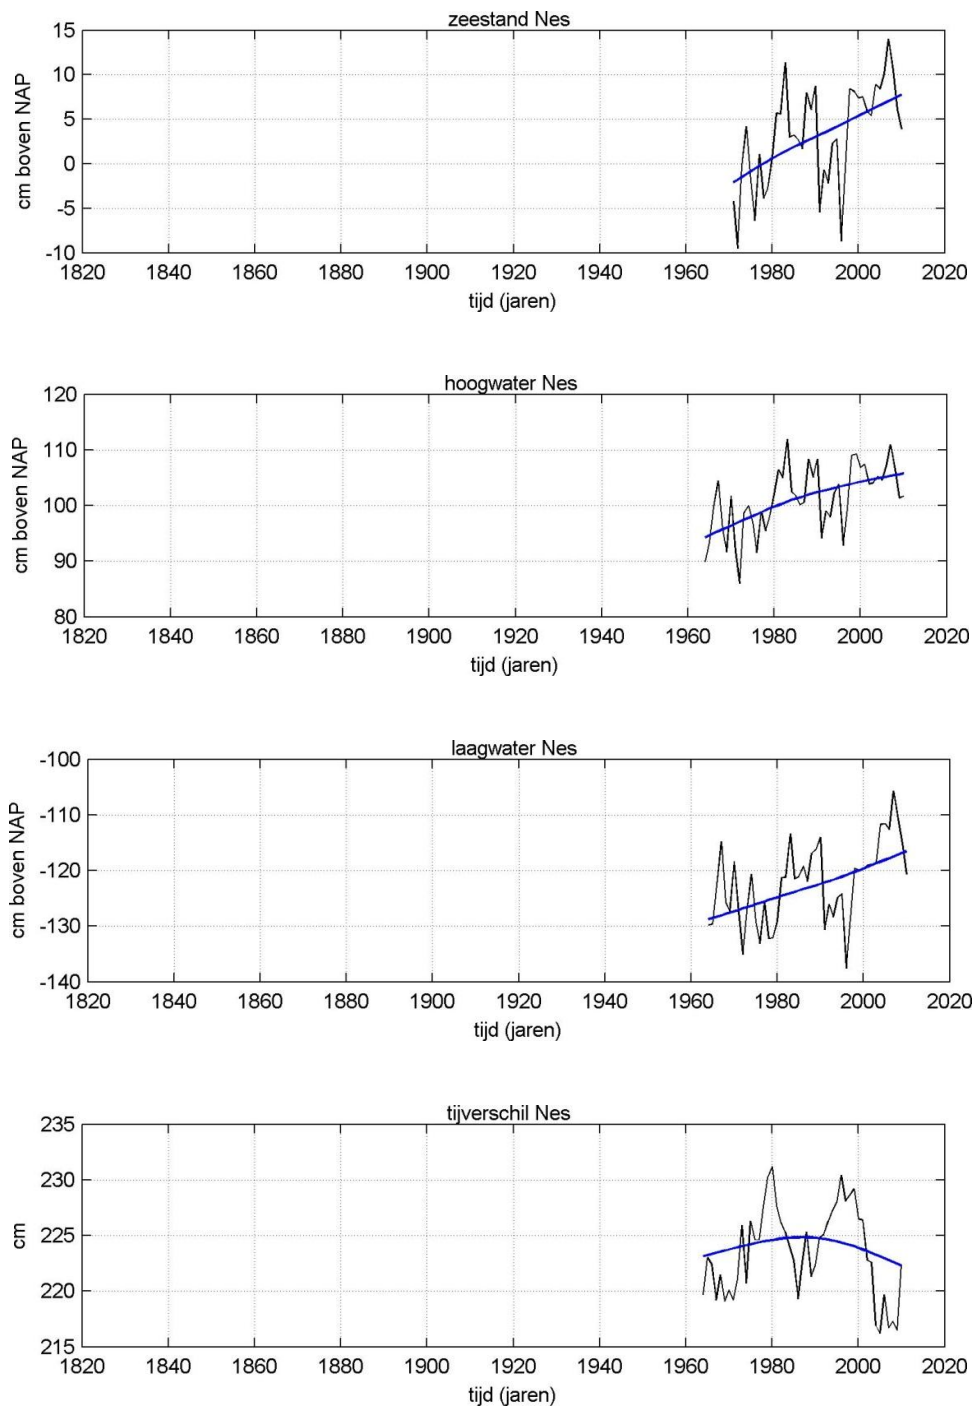 zeestand Nes
15
10
5
0
-5
-10
cm boven NAP
1820 1840 1860 1880 1900 1920 1940 1960 1980 2000 2020
tijd (jaren)
hoogwater Nes
120
110
100
90
80
cm boven NAP
1820 1840 1860 1880 1900 1920 1940 1960 1980 2000 2020
tijd (jaren)
laagwater Nes
-100
-110
-120
-130
-140
cm boven NAP
1820 1840 1860 1880 1900 1920 1940 1960 1980 2000 2020
tijd (jaren)
tijverschil Nes
235
230
225
220
215
cm
1820 1840 1860 1880 1900 1920 1940 1960 1980 2000 2020
tijd (jaren)